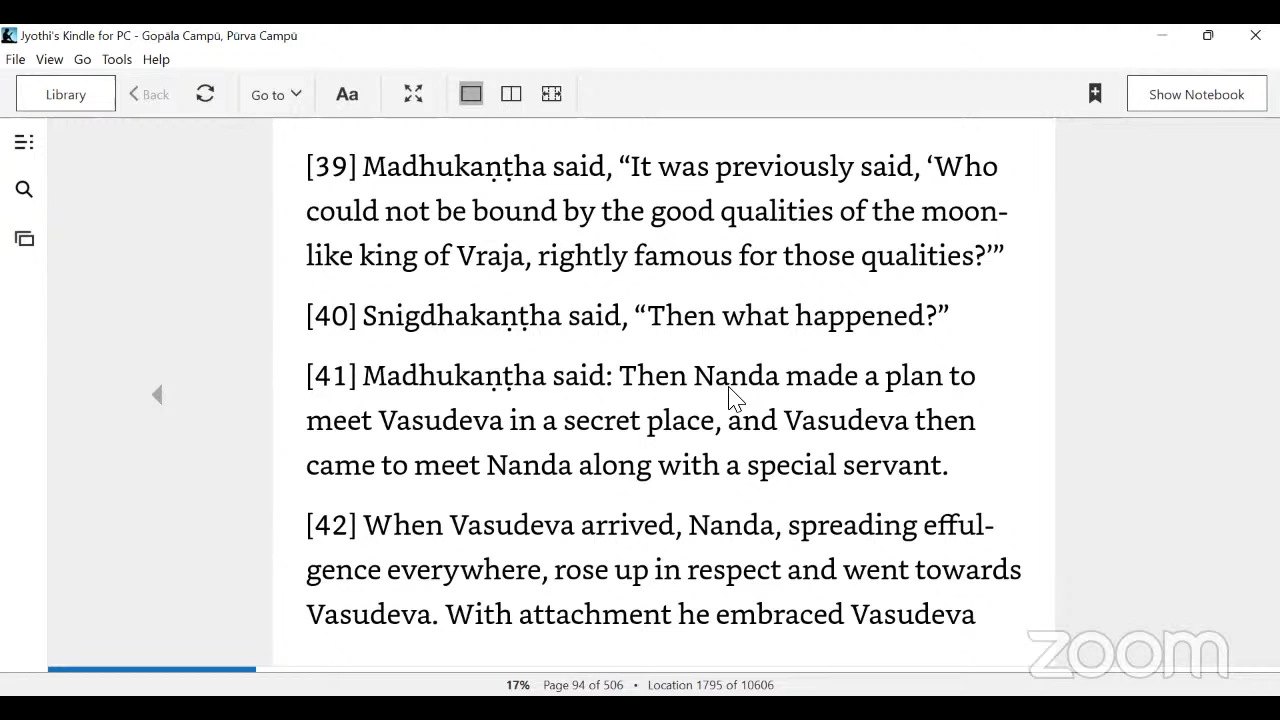 Jyothi's Kindle for PC - Gopāla Campū, Pūrva Campū
File View Go Tools Help
Library Back Go to Aa Show Notebook
[39] Madhukaṇṭha said, “It was previously said, ‘Who
could not be bound by the good qualities of the moon-
like king of Vraja, rightly famous for those qualities?’”
[40] Snigdhakaṇṭha said, “Then what happened?”
[41] Madhukaṇṭha said: Then Nanda made a plan to
meet Vasudeva in a secret place, and Vasudeva then
came to meet Nanda along with a special servant.
[42] When Vasudeva arrived, Nanda, spreading efful-
gence everywhere, rose up in respect and went towards
Vasudeva. With attachment he embraced Vasudeva
zoom
17% Page 94 of 506 • Location 1795 of 10606